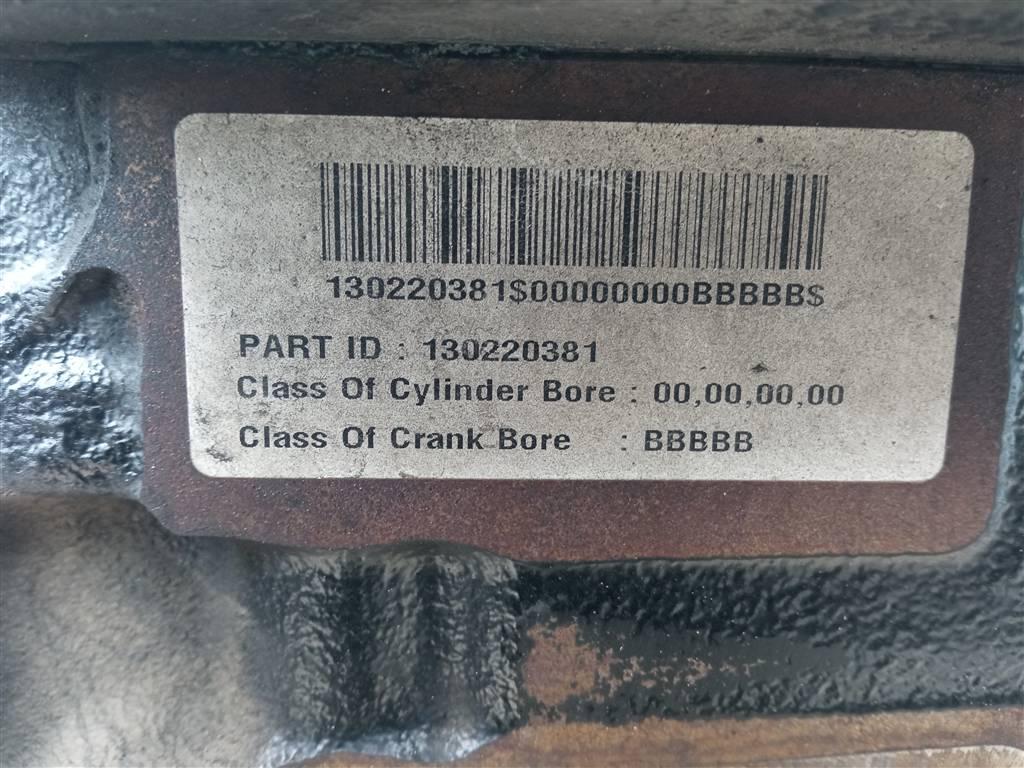 130220381$00000000BBBBB$
PART ID : 130220381
Class Of Cylinder Bore : 00,00,00,00
Class Of Crank Bore : BBBBB